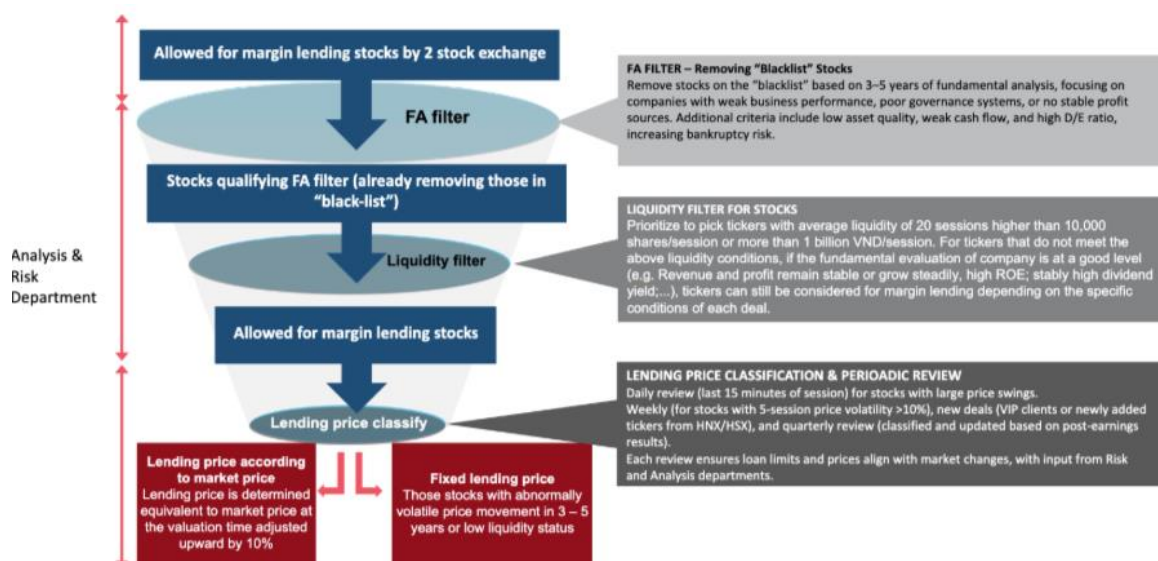 Allowed for margin lending stocks by 2 stock exchange
FA filter
Stocks qualifying FA filter (already removing those in
"black-list")
Liquidity filter
Allowed for margin lending stocks
Lending price classify
Lending price according
to market price
Lending price is determined
equivalent to market price at
the valuation time adjusted
upward by 10%
Fixed lending price
Those stocks with abnormally
volatile price movement in 3 – 5
years or low liquidity status
Analysis &
Risk
Department
FA FILTER – Removing "Blacklist" Stocks
Remove stocks on the "blacklist" based on 3–5 years of fundamental analysis, focusing on
companies with weak business performance, poor governance systems, or no stable profit
sources. Additional criteria include low asset quality, weak cash flow, and high D/E ratio,
increasing bankruptcy risk.
LIQUIDITY FILTER FOR STOCKS
Prioritize to pick tickers with average liquidity of 20 sessions higher than 10,000
shares/session or more than 1 billion VND/session. For tickers that do not meet the
above liquidity conditions, if the fundamental evaluation of company is at a good level
(e.g. Revenue and profit remain stable or grow steadily, high ROE; stably high dividend
yield;...), tickers can still be considered for margin lending depending on the specific
conditions of each deal.
LENDING PRICE CLASSIFICATION & PERIOADIC REVIEW
Daily review (last 15 minutes of session) for stocks with large price swings.
Weekly (for stocks with 5-session price volatility >10%), new deals (VIP clients or newly added
tickers from HNX/HSX), and quarterly review (classified and updated based on post-earnings
results).
Each review ensures loan limits and prices align with market changes, with input from Risk
and Analysis departments.